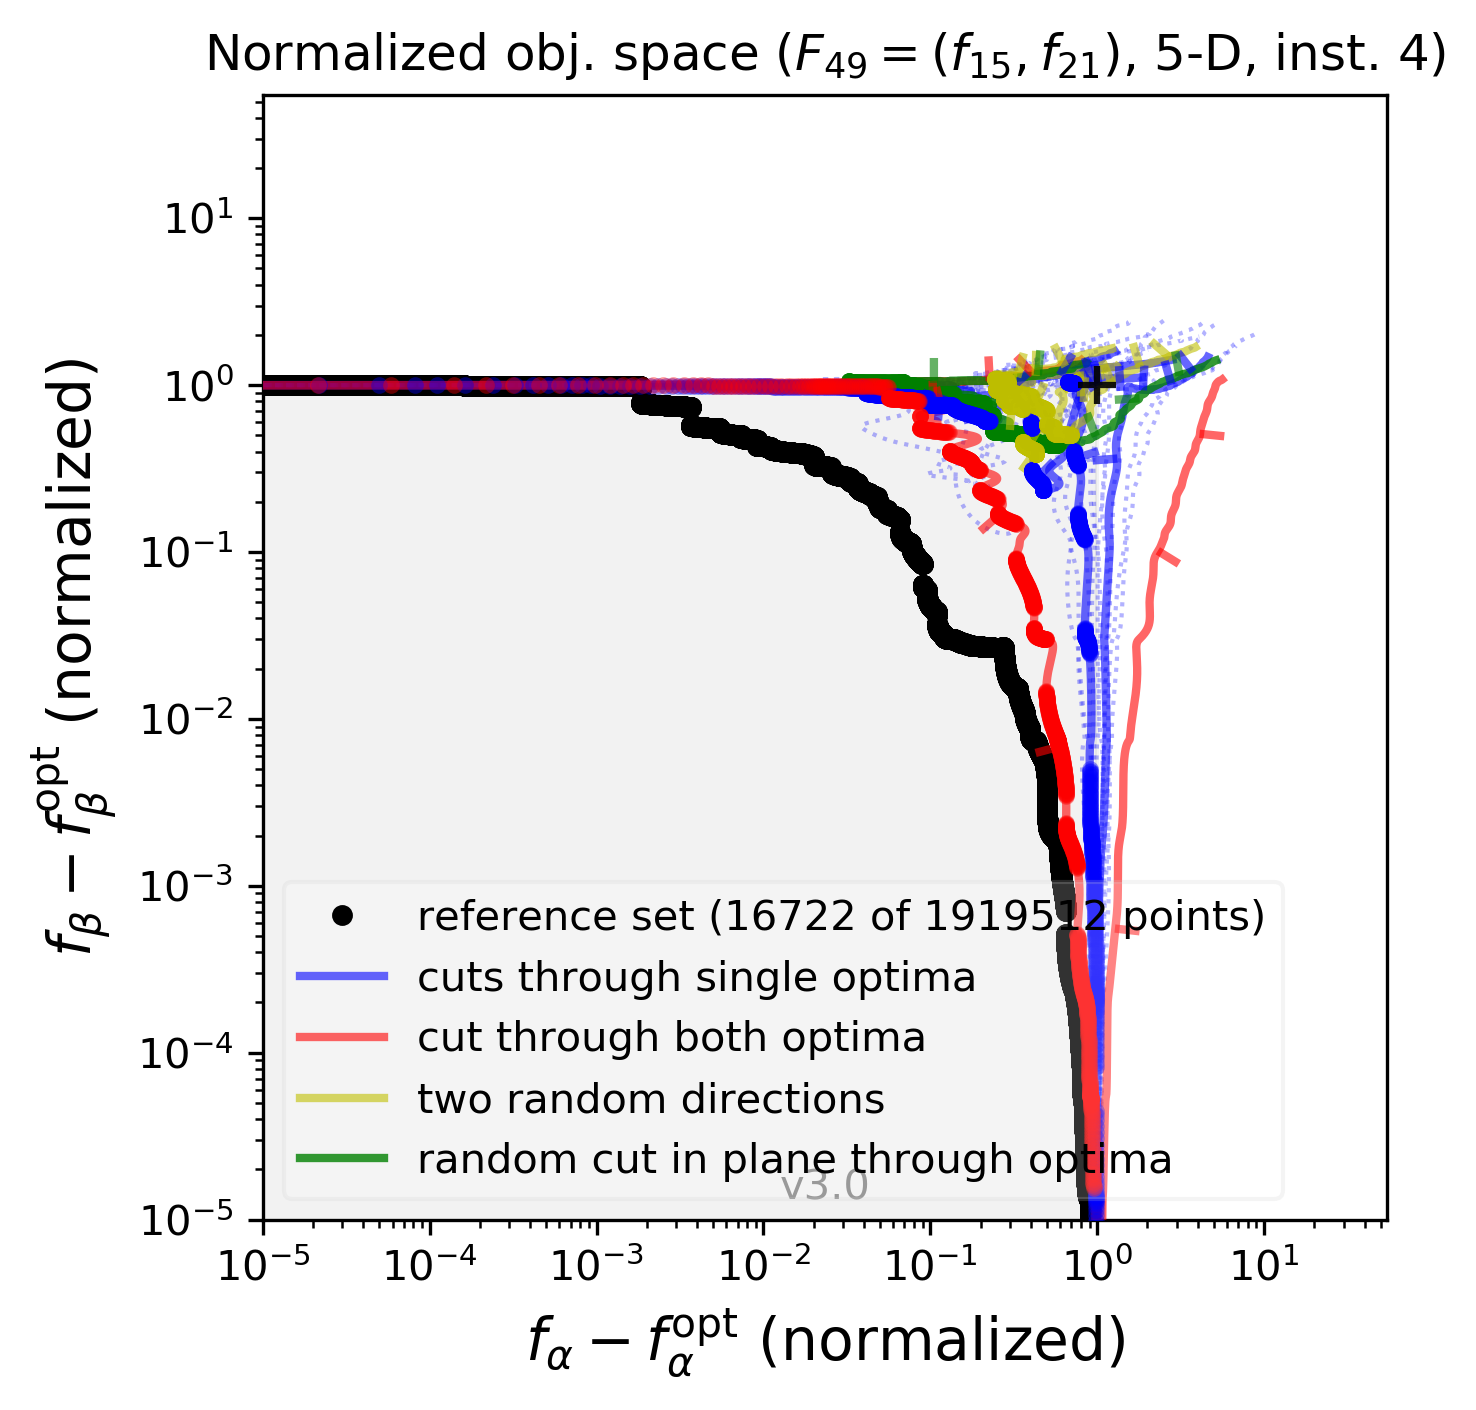 Normalized obj. space (F₄₉ = (f₁₅, f₂₁), 5-D, inst. 4)
f_β − f_β^opt (normalized)
10¹
10⁰
10⁻¹
10⁻²
10⁻³
10⁻⁴
10⁻⁵
reference set (16722 of 1919512 points)
cuts through single optima
cut through both optima
two random directions
random cut in plane through optima
v3.0
10⁻⁵ 10⁻⁴ 10⁻³ 10⁻² 10⁻¹ 10⁰ 10¹
f_α − f_α^opt (normalized)